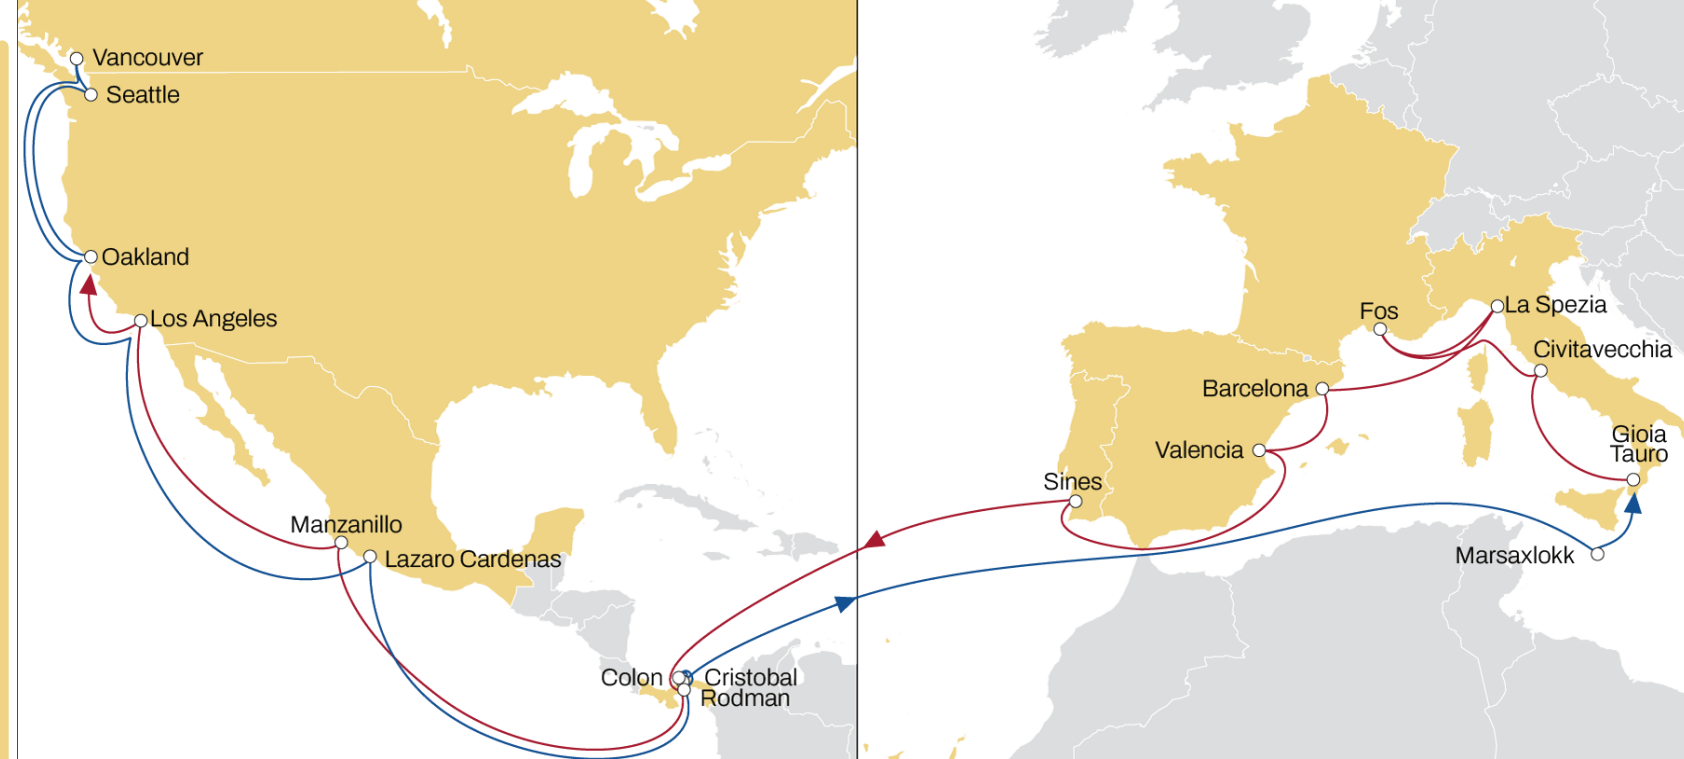 Vancouver
Seattle
Oakland
Los Angeles
Manzanillo
Lazaro Cardenas
Colon
Cristobal
Rodman
Fos
La Spezia
Civitavecchia
Barcelona
Valencia
Gioia
Tauro
Sines
Marsaxlokk